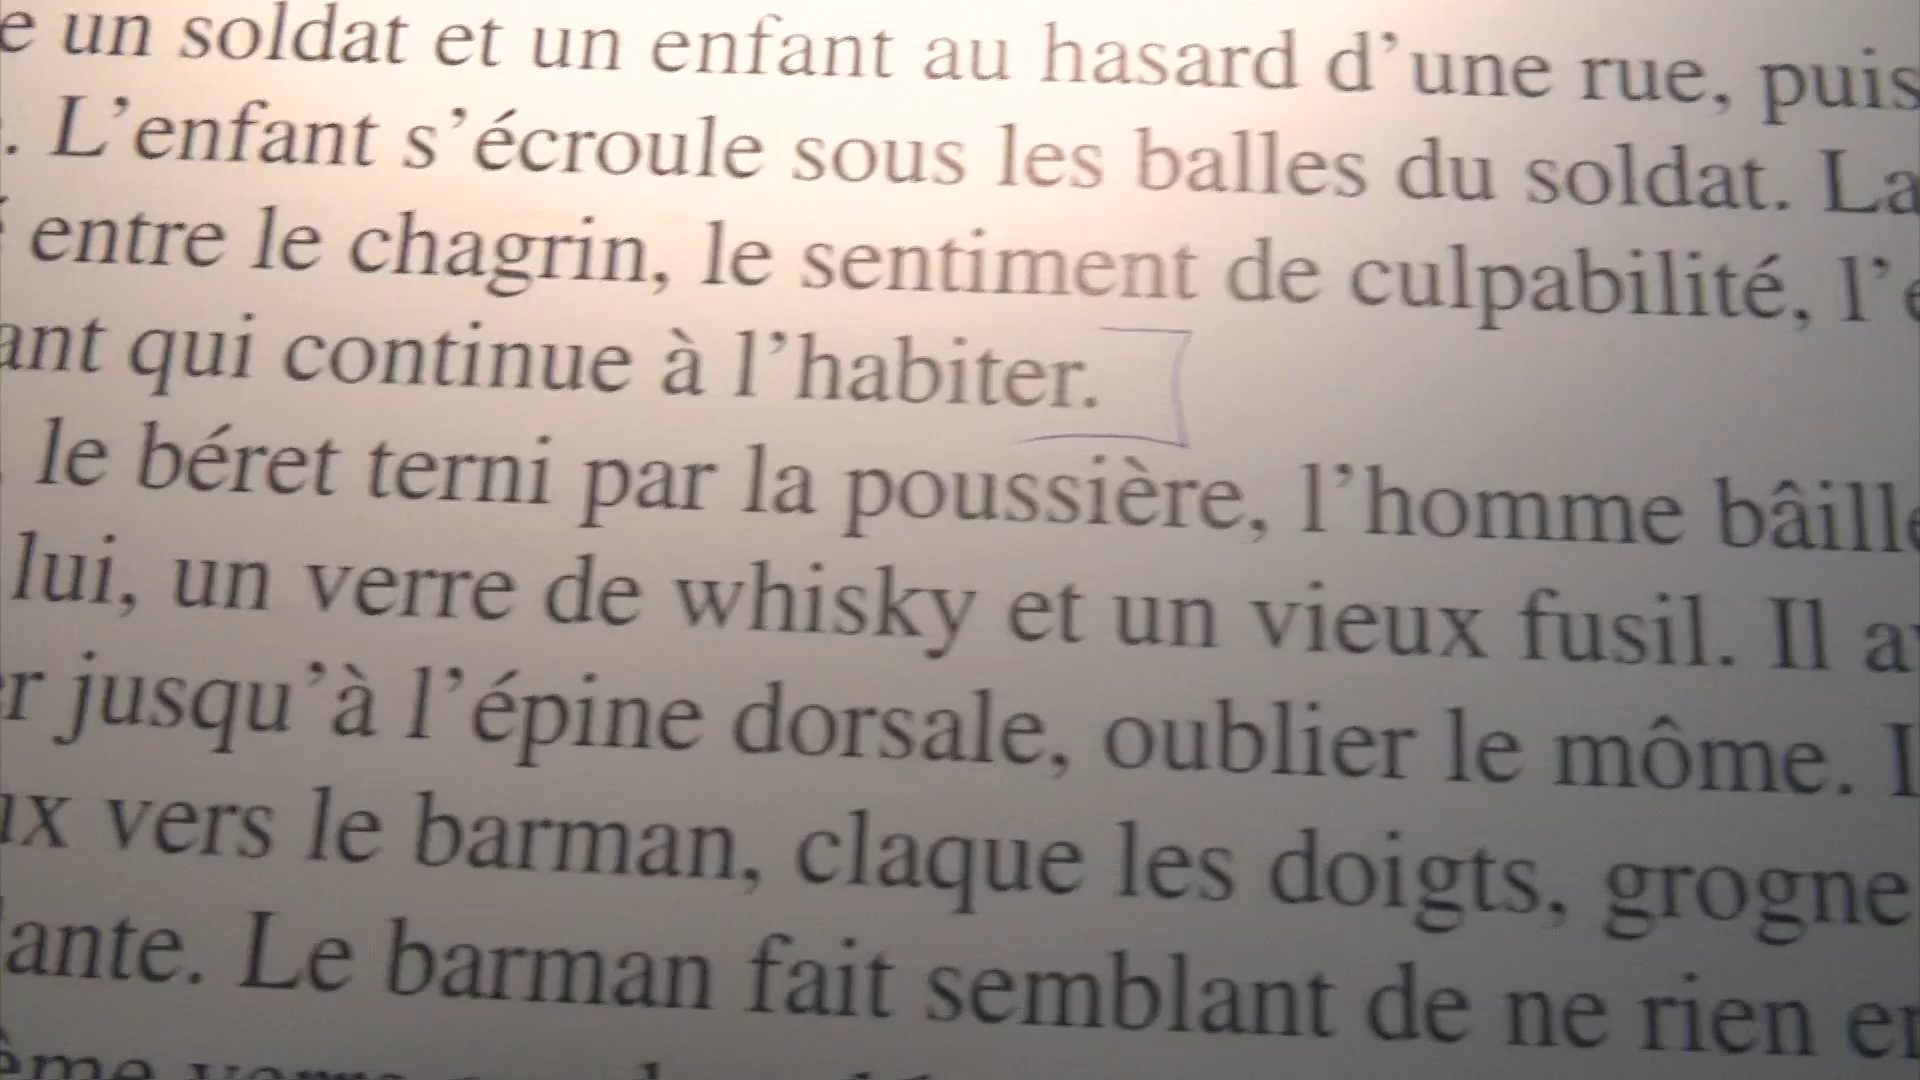 un soldat et un enfant au hasard d'une rue, puis
. L'enfant s'écroule sous les balles du soldat. La
entre le chagrin, le sentiment de culpabilité, l'
ant qui continue à l'habiter.
le béret terni par la poussière, l'homme bâille
lui, un verre de whisky et un vieux fusil. Il
r jusqu'à l'épine dorsale, oublier le môme.
ux vers le barman, claque les doigts, grogne
ante. Le barman fait semblant de ne rien